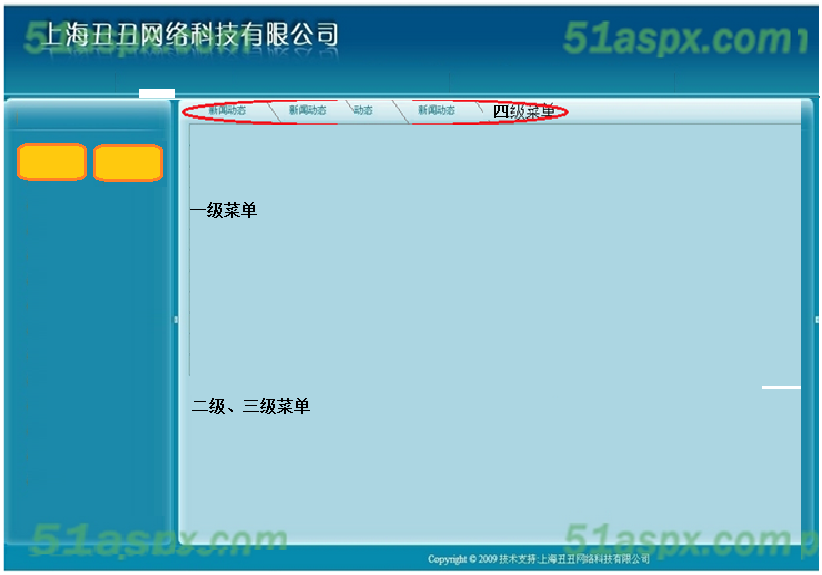 上海丑丑网络科技有限公司
51aspx.com
51aspx.com
新闻动态 新闻动态 动态 新闻动态 四级菜单
一级菜单
二级、三级菜单
51aspx.com
51aspx.com
Copyright © 2009 技术支持:上海丑丑网络科技有限公司